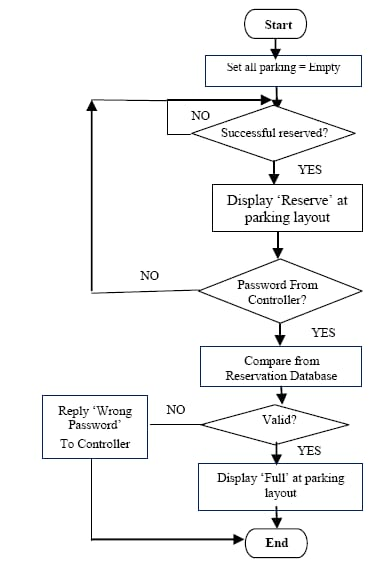 Start
Set all parking = Empty
NO
Successful reserved?
YES
Display ‘Reserve’ at
parking layout
NO
Password From
Controller?
YES
Compare from
Reservation Database
Reply ‘Wrong
Password’
To Controller
NO
Valid?
YES
Display ‘Full’ at parking
layout
End